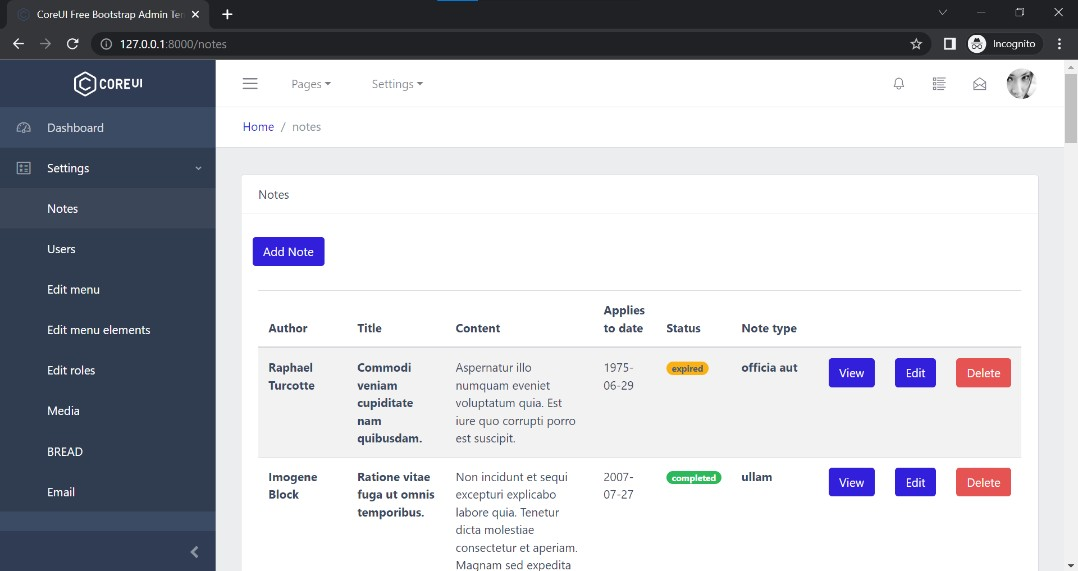 CoreUI Free Bootstrap Admin Te
127.0.0.1:8000/notes
Incognito
COREUI
Pages
Settings
Dashboard
Home / notes
Settings
Notes
Users
Edit menu
Edit menu elements
Edit roles
Media
BREAD
Email
Notes
Add Note
Author Title Content Applies to date Status Note type
Raphael Turcotte
Commodi
veniam
cupiditate
nam
quibusdam.
Aspernatur illo
numquam eveniet
voluptatum quia. Est
iure quo corrupti porro
est suscipit.
1975-
06-29
expired
officia aut
View Edit Delete
Imogene
Block
Ratione vitae
fuga ut omnis
temporibus.
Non incidunt et sequi
excepturi explicabo
labore quia. Tenetur
dicta molestiae
consectetur et aperiam.
Magnam sed expedita
2007-
07-27
completed
ullam
View Edit Delete